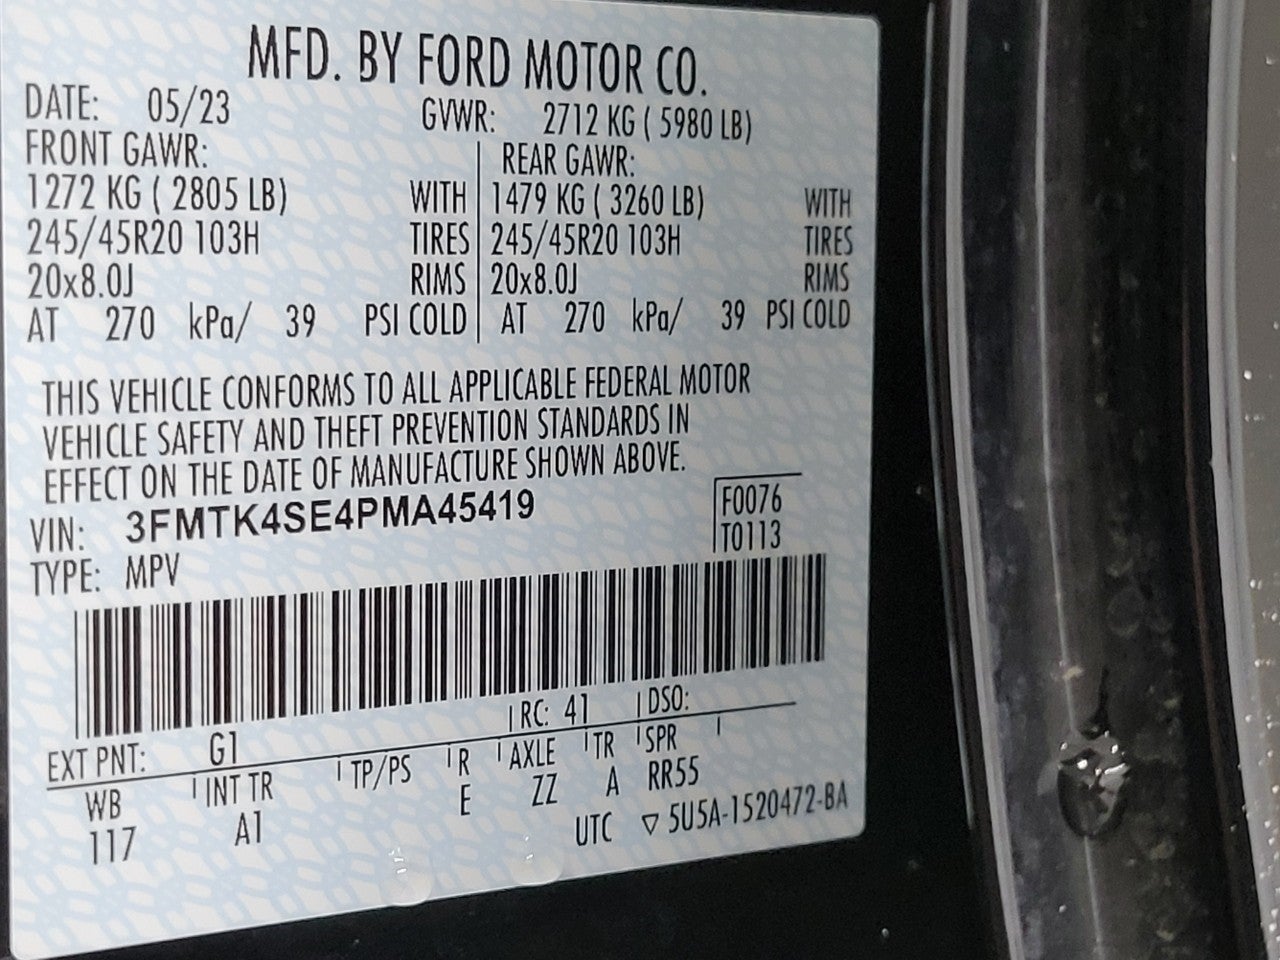 MFD. BY FORD MOTOR CO.
DATE: 05/23 GVWR: 2712 KG ( 5980 LB)
FRONT GAWR: REAR GAWR:
1272 KG ( 2805 LB) WITH 1479 KG ( 3260 LB) WITH
245/45R20 103H TIRES 245/45R20 103H TIRES
20x8.0J RIMS 20x8.0J RIMS
AT 270 kPa/ 39 PSI COLD AT 270 kPa/ 39 PSI COLD
THIS VEHICLE CONFORMS TO ALL APPLICABLE FEDERAL MOTOR
VEHICLE SAFETY AND THEFT PREVENTION STANDARDS IN
EFFECT ON THE DATE OF MANUFACTURE SHOWN ABOVE.
VIN: 3FMTK4SE4PMA45419 F0076
TYPE: MPV T0113
EXT PNT: G1 RC: 41 DSO:
WB INT TR TP/PS R AXLE TR SPR
117 A1 E ZZ A RR55
UTC ▽ 5U5A-1520472-BA